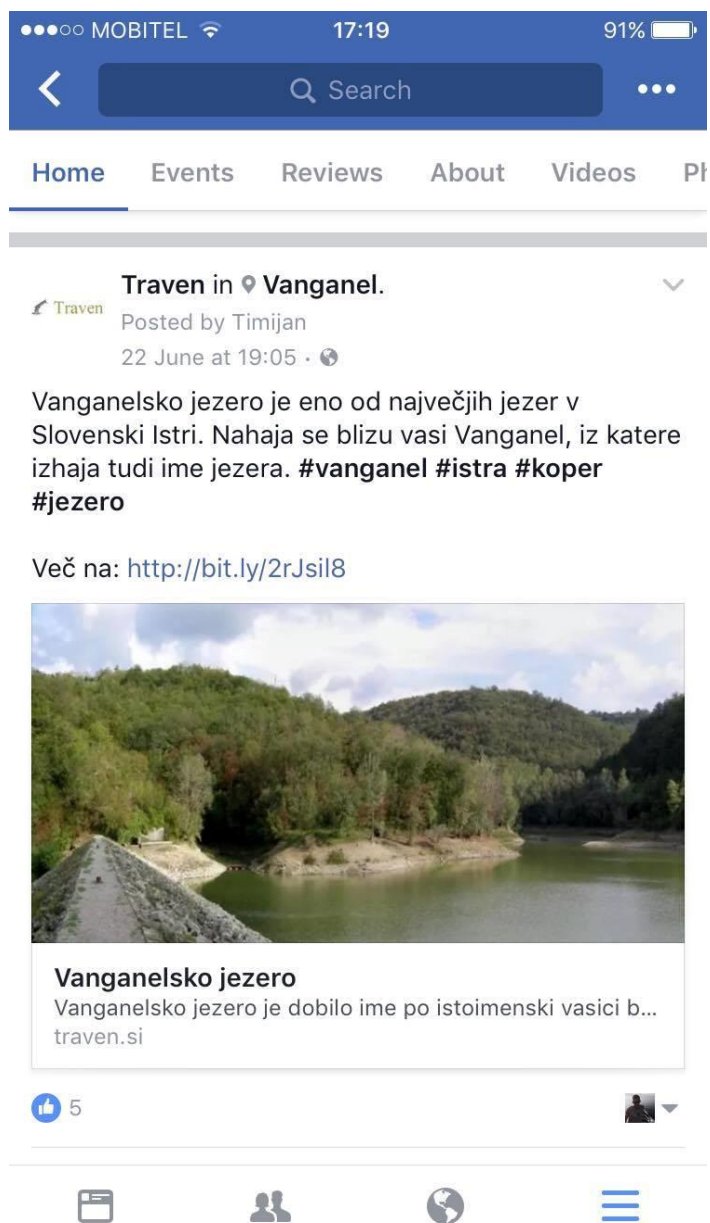 MOBITEL 17:19 91%
Search
Home Events Reviews About Videos Ph
Traven
Traven in Vanganel.
Posted by Timijan
22 June at 19:05 ·
Vanganelsko jezero je eno od največjih jezer v
Slovenski Istri. Nahaja se blizu vasi Vanganel, iz katere
izhaja tudi ime jezera. #vanganel #istra #koper
#jezero
Več na: http://bit.ly/2rJsil8
Vanganelsko jezero
Vanganelsko jezero je dobilo ime po istoimenski vasici b...
traven.si
5